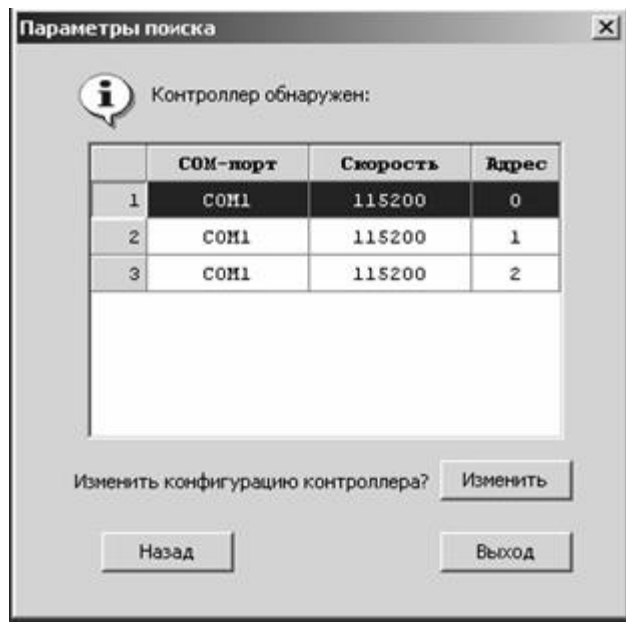 Параметры поиска
Контроллер обнаружен:
COM-порт Скорость Адрес
1 COM1 115200 0
2 COM1 115200 1
3 COM1 115200 2
Изменить конфигурацию контроллера? Изменить
Назад Выход